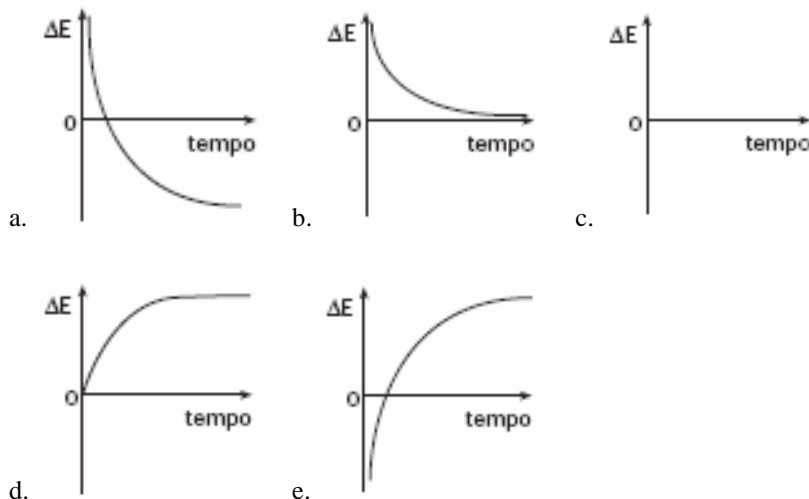 ΔE ΔE ΔE
0 0 0
tempo tempo tempo
a. b. c.
ΔE ΔE
0 0
tempo tempo
d. e.